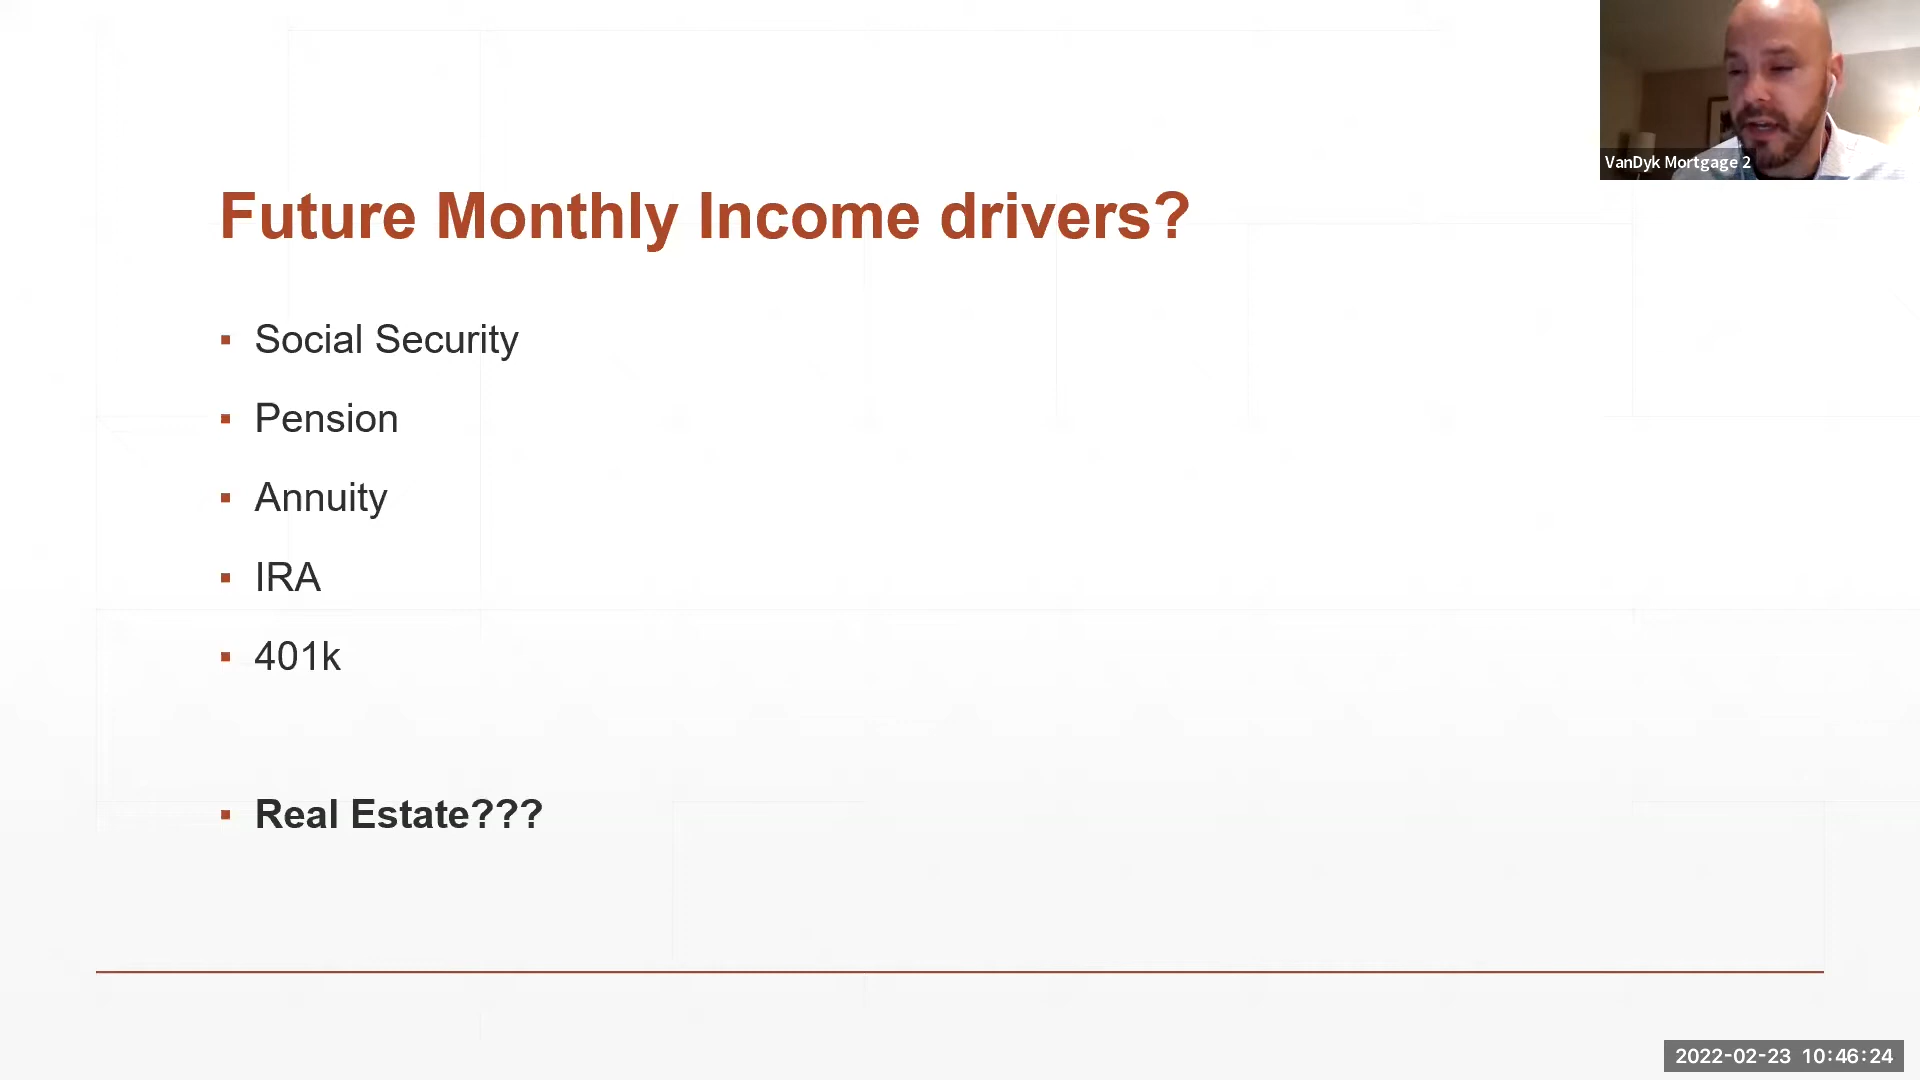 VanDyk Mortgage 2
Future Monthly Income drivers?
▪ Social Security
▪ Pension
▪ Annuity
▪ IRA
▪ 401k
▪ Real Estate???
2022-02-23 10:46:24